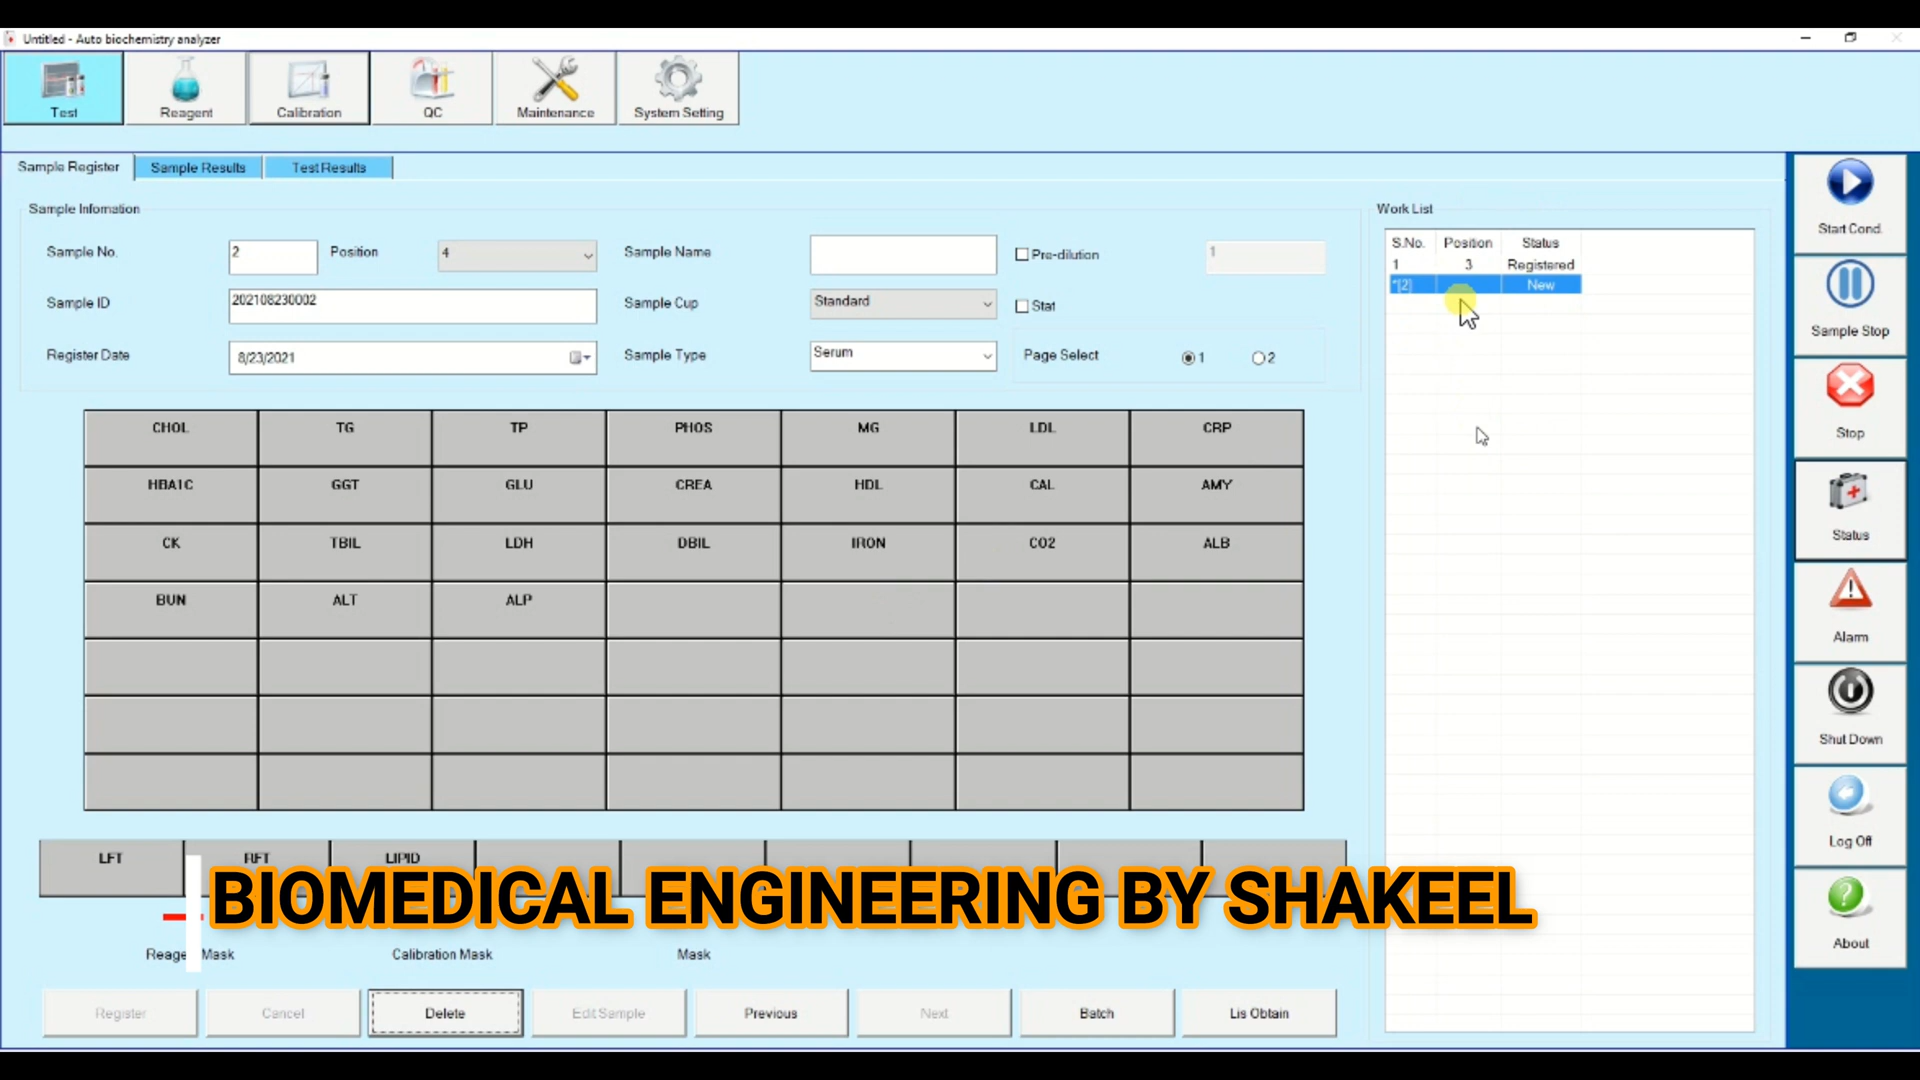 Untitled - Auto biochemistry analyzer
Test Reagent Calibration QC Maintenance System Setting
Sample Register Sample Results Test Results
Sample Infomation
Sample No. 2 Position 4 Sample Name Pre-dilution 1
Sample ID 202108230002 Sample Cup Standard Stat
Register Date 8/23/2021 Sample Type Serum Page Select 1 2
CHOL TG TP PHOS MG LDL CRP
HBA1C GGT GLU CREA HDL CAL AMY
CK TBIL LDH DBIL IRON CO2 ALB
BUN ALT ALP
LFT RFT LIPID
BIOMEDICAL ENGINEERING BY SHAKEEL
Reage Mask Calibration Mask Mask
Register Cancel Delete Edit Sample Previous Next Batch Lis Obtain
Work List
S.No. Position Status
1 3 Registered
*[2] New
Start Cond.
Sample Stop
Stop
Status
Alarm
Shut Down
Log Off
About